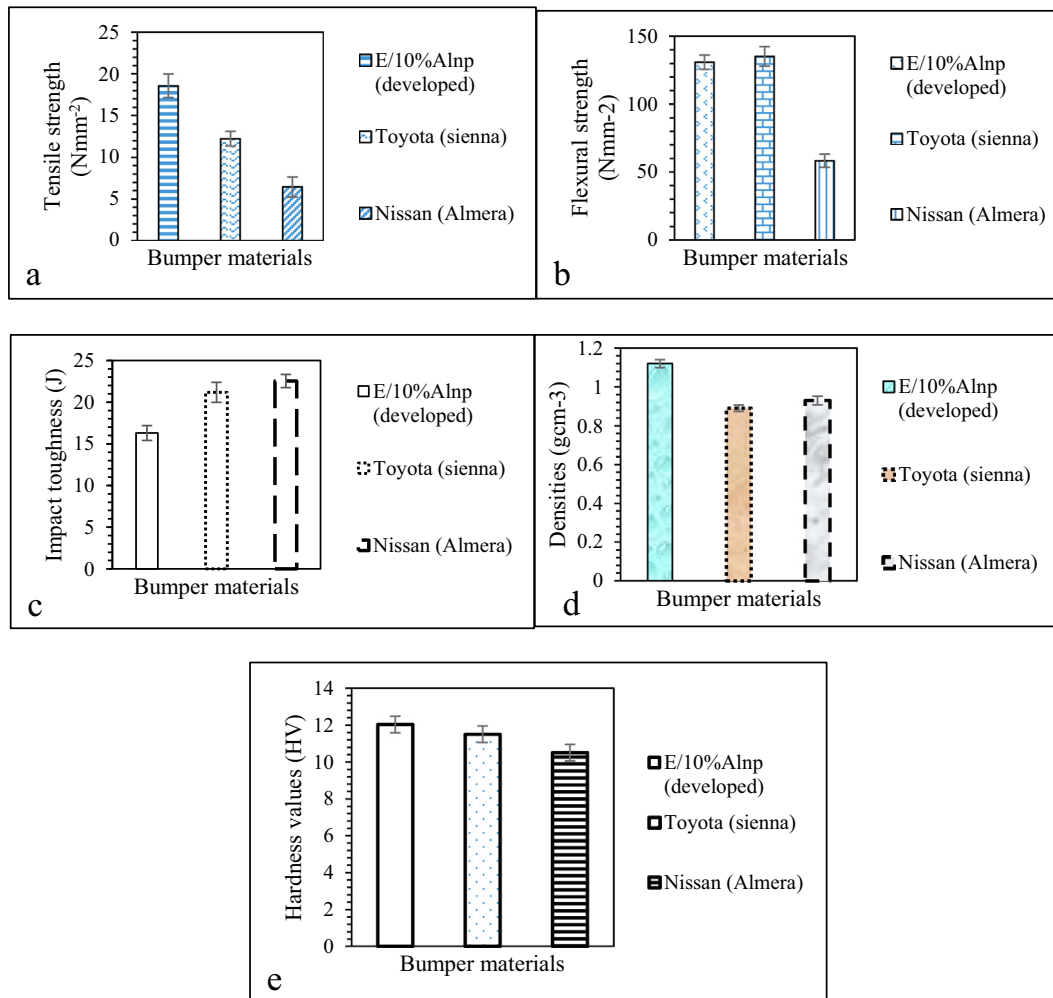 25
20
15
10
5
0
Tensile strength
(Nmm-2)
Bumper materials
E/10%Alnp
(developed)
Toyota (sienna)
Nissan (Almera)
a
150
100
50
0
Flexural strength
(Nmm-2)
Bumper materials
E/10%Alnp
(developed)
Toyota (sienna)
Nissan (Almera)
b
25
20
15
10
5
0
Impact toughness (J)
Bumper materials
E/10%Alnp
(developed)
Toyota (sienna)
Nissan (Almera)
c
1.2
1
0.8
0.6
0.4
0.2
0
Densities (gcm-3)
Bumper materials
E/10%Alnp
(developed)
Toyota (sienna)
Nissan (Almera)
d
14
12
10
8
6
4
2
0
Hardness values (HV)
Bumper materials
E/10%Alnp
(developed)
Toyota (sienna)
Nissan (Almera)
e